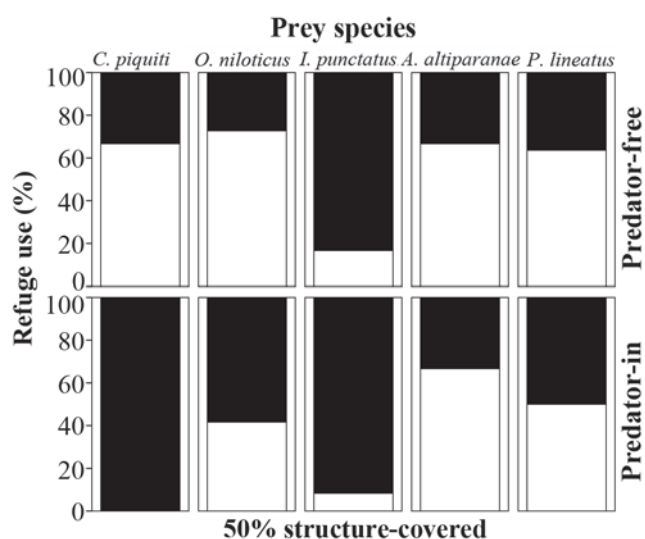 Prey species
C. piquiti O. niloticus I. punctatus A. altiparanae P. lineatus
Refuge use (%)
100
80
60
40
20
0
Predator-free
100
80
60
40
20
0
Predator-in
50% structure-covered